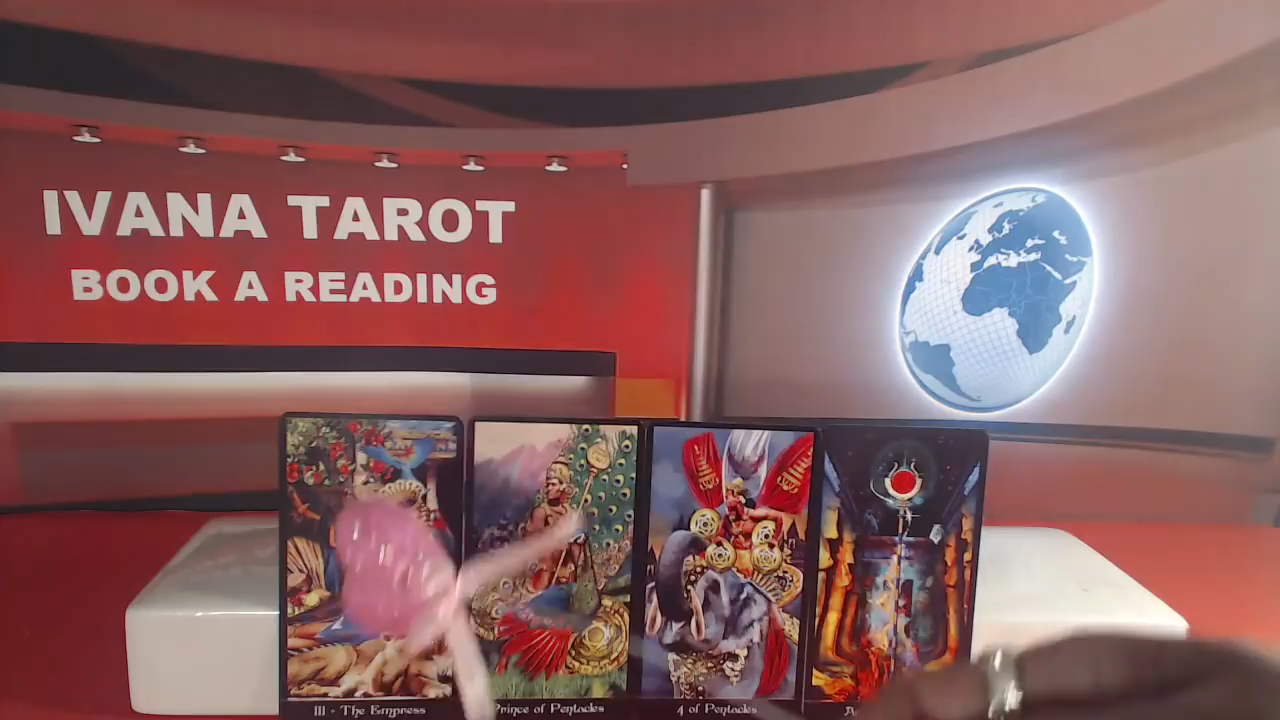 IVANA TAROT
BOOK A READING
III + The Empress
Prince of Pentacles
4 of Pentacles